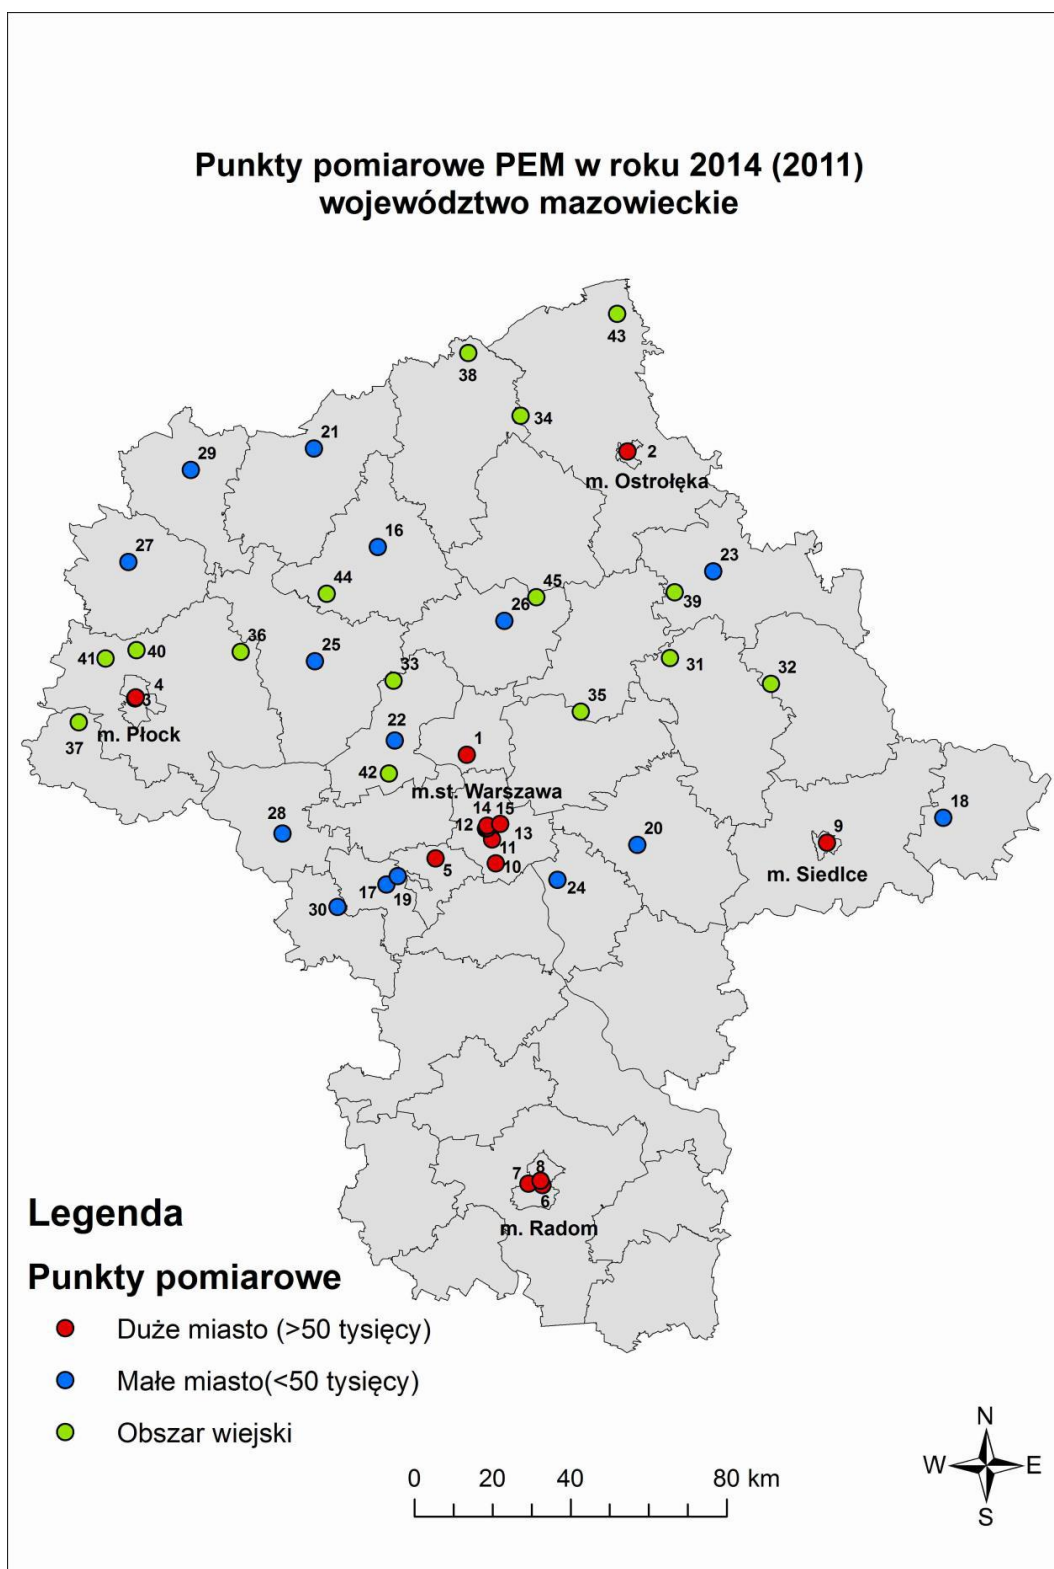 Punkty pomiarowe PEM w roku 2014 (2011)
województwo mazowieckie
43
38
34
21
29
2
m. Ostrołęka
16
27
23
44
45
39
26
36
40
25
41
31
33
32
4
3
35
37
m. Płock
22
1
42
m.st. Warszawa
14 15
18
28
12
13
20
9
11
5
10
m. Siedlce
24
17
19
30
7
8
6
m. Radom
Legenda
Punkty pomiarowe
Duże miasto (>50 tysięcy)
Małe miasto(<50 tysięcy)
Obszar wiejski
N
W E
S
0 20 40 80 km